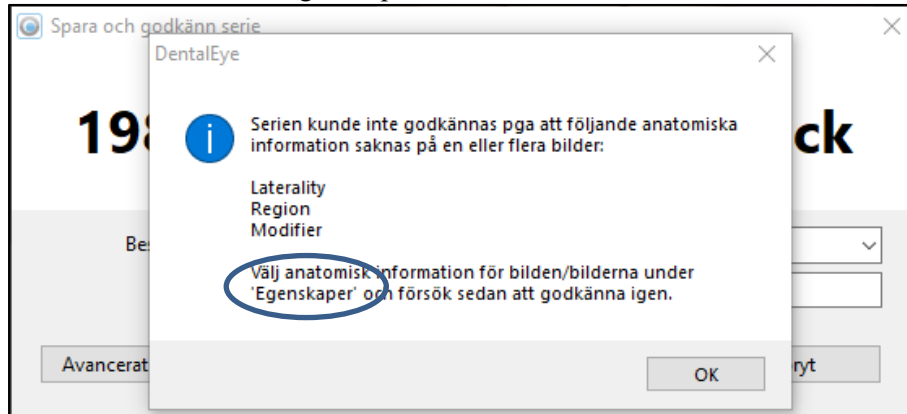 Spara och godkänn serie
DentalEye
Serien kunde inte godkännas pga att följande anatomiska
information saknas på en eller flera bilder:
Laterality
Region
Modifier
Välj anatomisk information för bilden/bilderna under
'Egenskaper' och försök sedan att godkänna igen.
198
ck
Be
Avancerat
OK
ryt